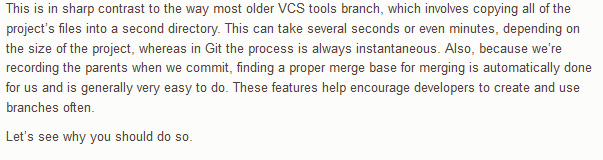 This is in sharp contrast to the way most older VCS tools branch, which involves copying all of the
project’s files into a second directory. This can take several seconds or even minutes, depending on
the size of the project, whereas in Git the process is always instantaneous. Also, because we’re
recording the parents when we commit, finding a proper merge base for merging is automatically done
for us and is generally very easy to do. These features help encourage developers to create and use
branches often.
Let’s see why you should do so.